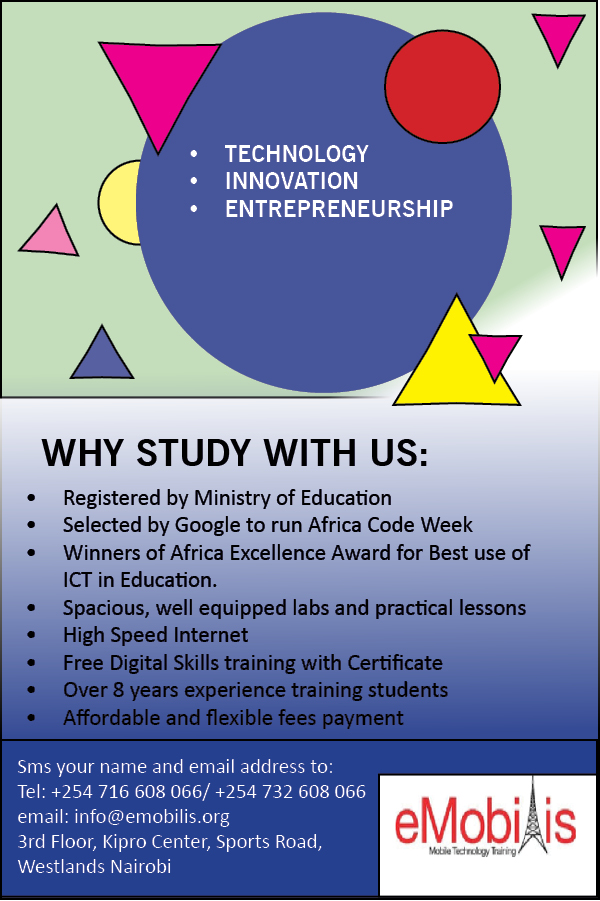 • TECHNOLOGY
• INNOVATION
• ENTREPRENEURSHIP
WHY STUDY WITH US:
• Registered by Ministry of Education
• Selected by Google to run Africa Code Week
• Winners of Africa Excellence Award for Best use of
ICT in Education.
• Spacious, well equipped labs and practical lessons
• High Speed Internet
• Free Digital Skills training with Certificate
• Over 8 years experience training students
• Affordable and flexible fees payment
Sms your name and email address to:
Tel: +254 716 608 066/ +254 732 608 066
email: info@emobilis.org
3rd Floor, Kipro Center, Sports Road,
Westlands Nairobi
eMobilis
Mobile Technology Training